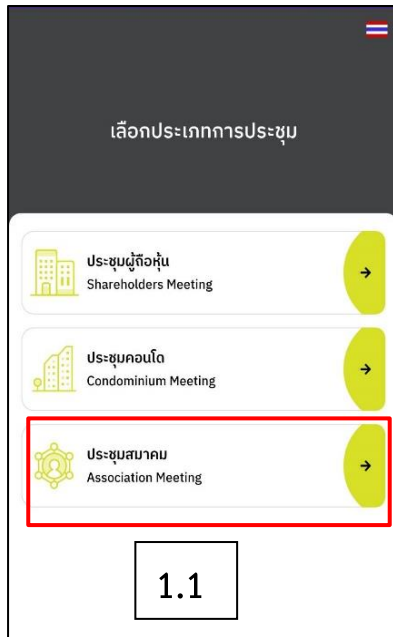 เลือกประเภทการประชุม
ประชุมผู้ถือหุ้น
Shareholders Meeting
ประชุมคอนโด
Condominium Meeting
ประชุมสมาคม
Association Meeting
1.1